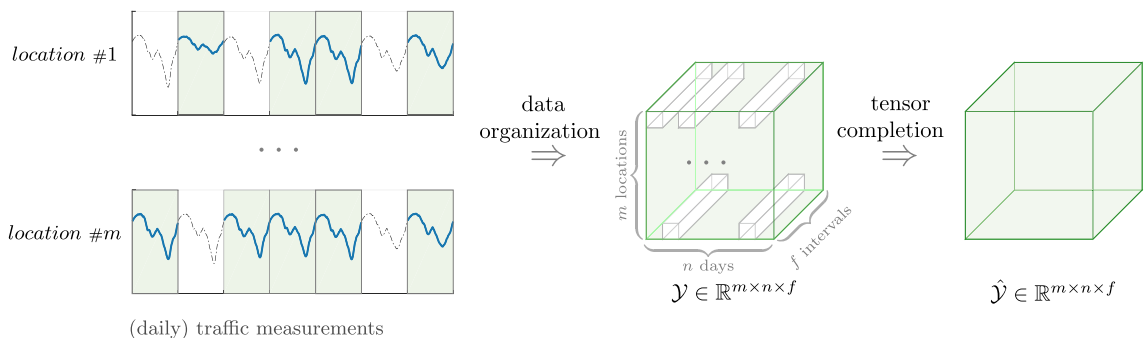 location #1
. . .
location #m
(daily) traffic measurements
data
organization
⇒
m locations
. . .
n days
f intervals
𝒴 ∈ ℝ^{m×n×f}
tensor
completion
⇒
𝒴̂ ∈ ℝ^{m×n×f}